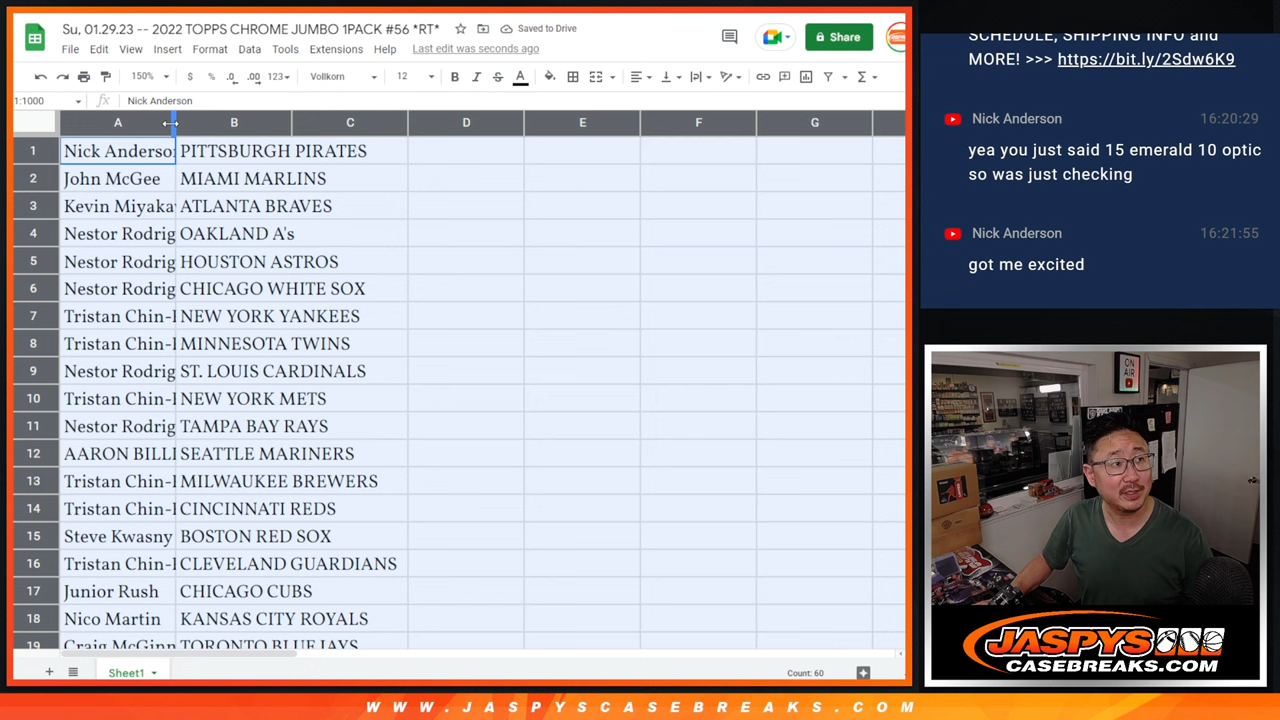 Su, 01.29.23 -- 2022 TOPPS CHROME JUMBO 1PACK #56 *RT*
Saved to Drive
Share
File Edit View Insert Format Data Tools Extensions Help Last edit was seconds ago
150% $ % .0 .00 123 Vollkorn 12 B I S A
1:1000 fx Nick Anderson
A B C D E F G
1 Nick Anderson PITTSBURGH PIRATES
2 John McGee MIAMI MARLINS
3 Kevin Miyaka ATLANTA BRAVES
4 Nestor Rodrig OAKLAND A's
5 Nestor Rodrig HOUSTON ASTROS
6 Nestor Rodrig CHICAGO WHITE SOX
7 Tristan Chin- NEW YORK YANKEES
8 Tristan Chin- MINNESOTA TWINS
9 Nestor Rodrig ST. LOUIS CARDINALS
10 Tristan Chin- NEW YORK METS
11 Nestor Rodrig TAMPA BAY RAYS
12 AARON BILLI SEATTLE MARINERS
13 Tristan Chin- MILWAUKEE BREWERS
14 Tristan Chin- CINCINNATI REDS
15 Steve Kwasny BOSTON RED SOX
16 Tristan Chin- CLEVELAND GUARDIANS
17 Junior Rush CHICAGO CUBS
18 Nico Martin KANSAS CITY ROYALS
19 Craig McGinn TORONTO BLUE JAYS
Sheet1
Count: 60
SCHEDULE, SHIPPING INFO and
MORE! >>> https://bit.ly/2Sdw6K9
Nick Anderson 16:20:29
yea you just said 15 emerald 10 optic
so was just checking
Nick Anderson 16:21:55
got me excited
ON
AIR
JASPYS
CASEBREAKS.COM
WWW.JASPYSCASEBREAKS.COM